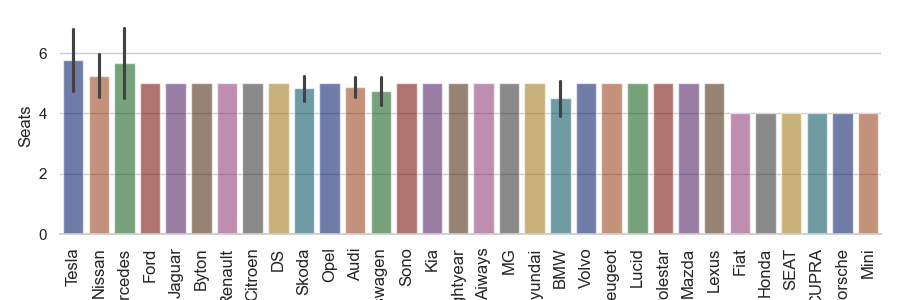 6
4
2
0
Seats
Tesla
Nissan
rcedes
Ford
Jaguar
Byton
Renault
Citroen
DS
Skoda
Opel
Audi
swagen
Sono
Kia
ghtyear
Aiways
MG
yundai
BMW
Volvo
eugeot
Lucid
olestar
Mazda
Lexus
Fiat
Honda
SEAT
CUPRA
orsche
Mini